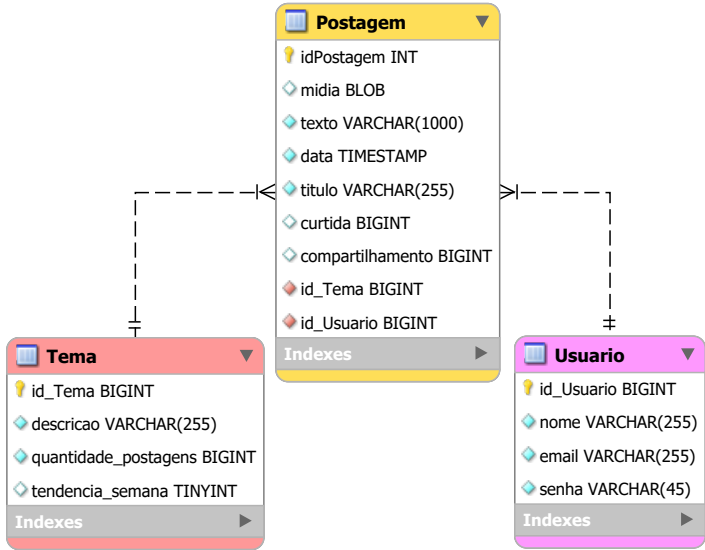 Postagem
idPostagem INT
midia BLOB
texto VARCHAR(1000)
data TIMESTAMP
titulo VARCHAR(255)
curtida BIGINT
compartilhamento BIGINT
id_Tema BIGINT
id_Usuario BIGINT
Indexes
Tema
id_Tema BIGINT
descricao VARCHAR(255)
quantidade_postagens BIGINT
tendencia_semana TINYINT
Indexes
Usuario
id_Usuario BIGINT
nome VARCHAR(255)
email VARCHAR(255)
senha VARCHAR(45)
Indexes